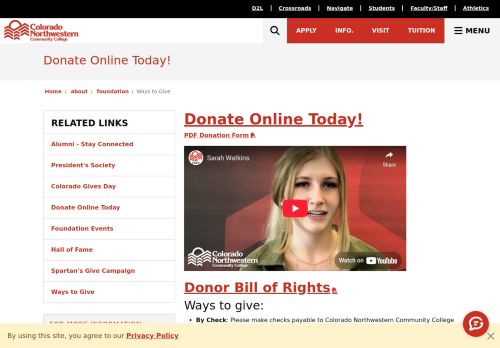 D2L | Crossroads | Navigate | Students | Faculty/Staff | Athletics
Colorado
Northwestern
Community College
APPLY INFO. VISIT TUITION MENU
Donate Online Today!
Home / about / foundation / Ways to Give
RELATED LINKS
Alumni - Stay Connected
President's Society
Colorado Gives Day
Donate Online Today
Foundation Events
Hall of Fame
Spartan's Give Campaign
Ways to Give
Donate Online Today!
PDF Donation Form
Sarah Watkins
Share
Colorado
Northwestern
Community College
Watch on YouTube
Donor Bill of Rights
Ways to give:
• By Check: Please make checks payable to Colorado Northwestern Community College
FOR MORE INFORMATION
By using this site, you agree to our Privacy Policy
×